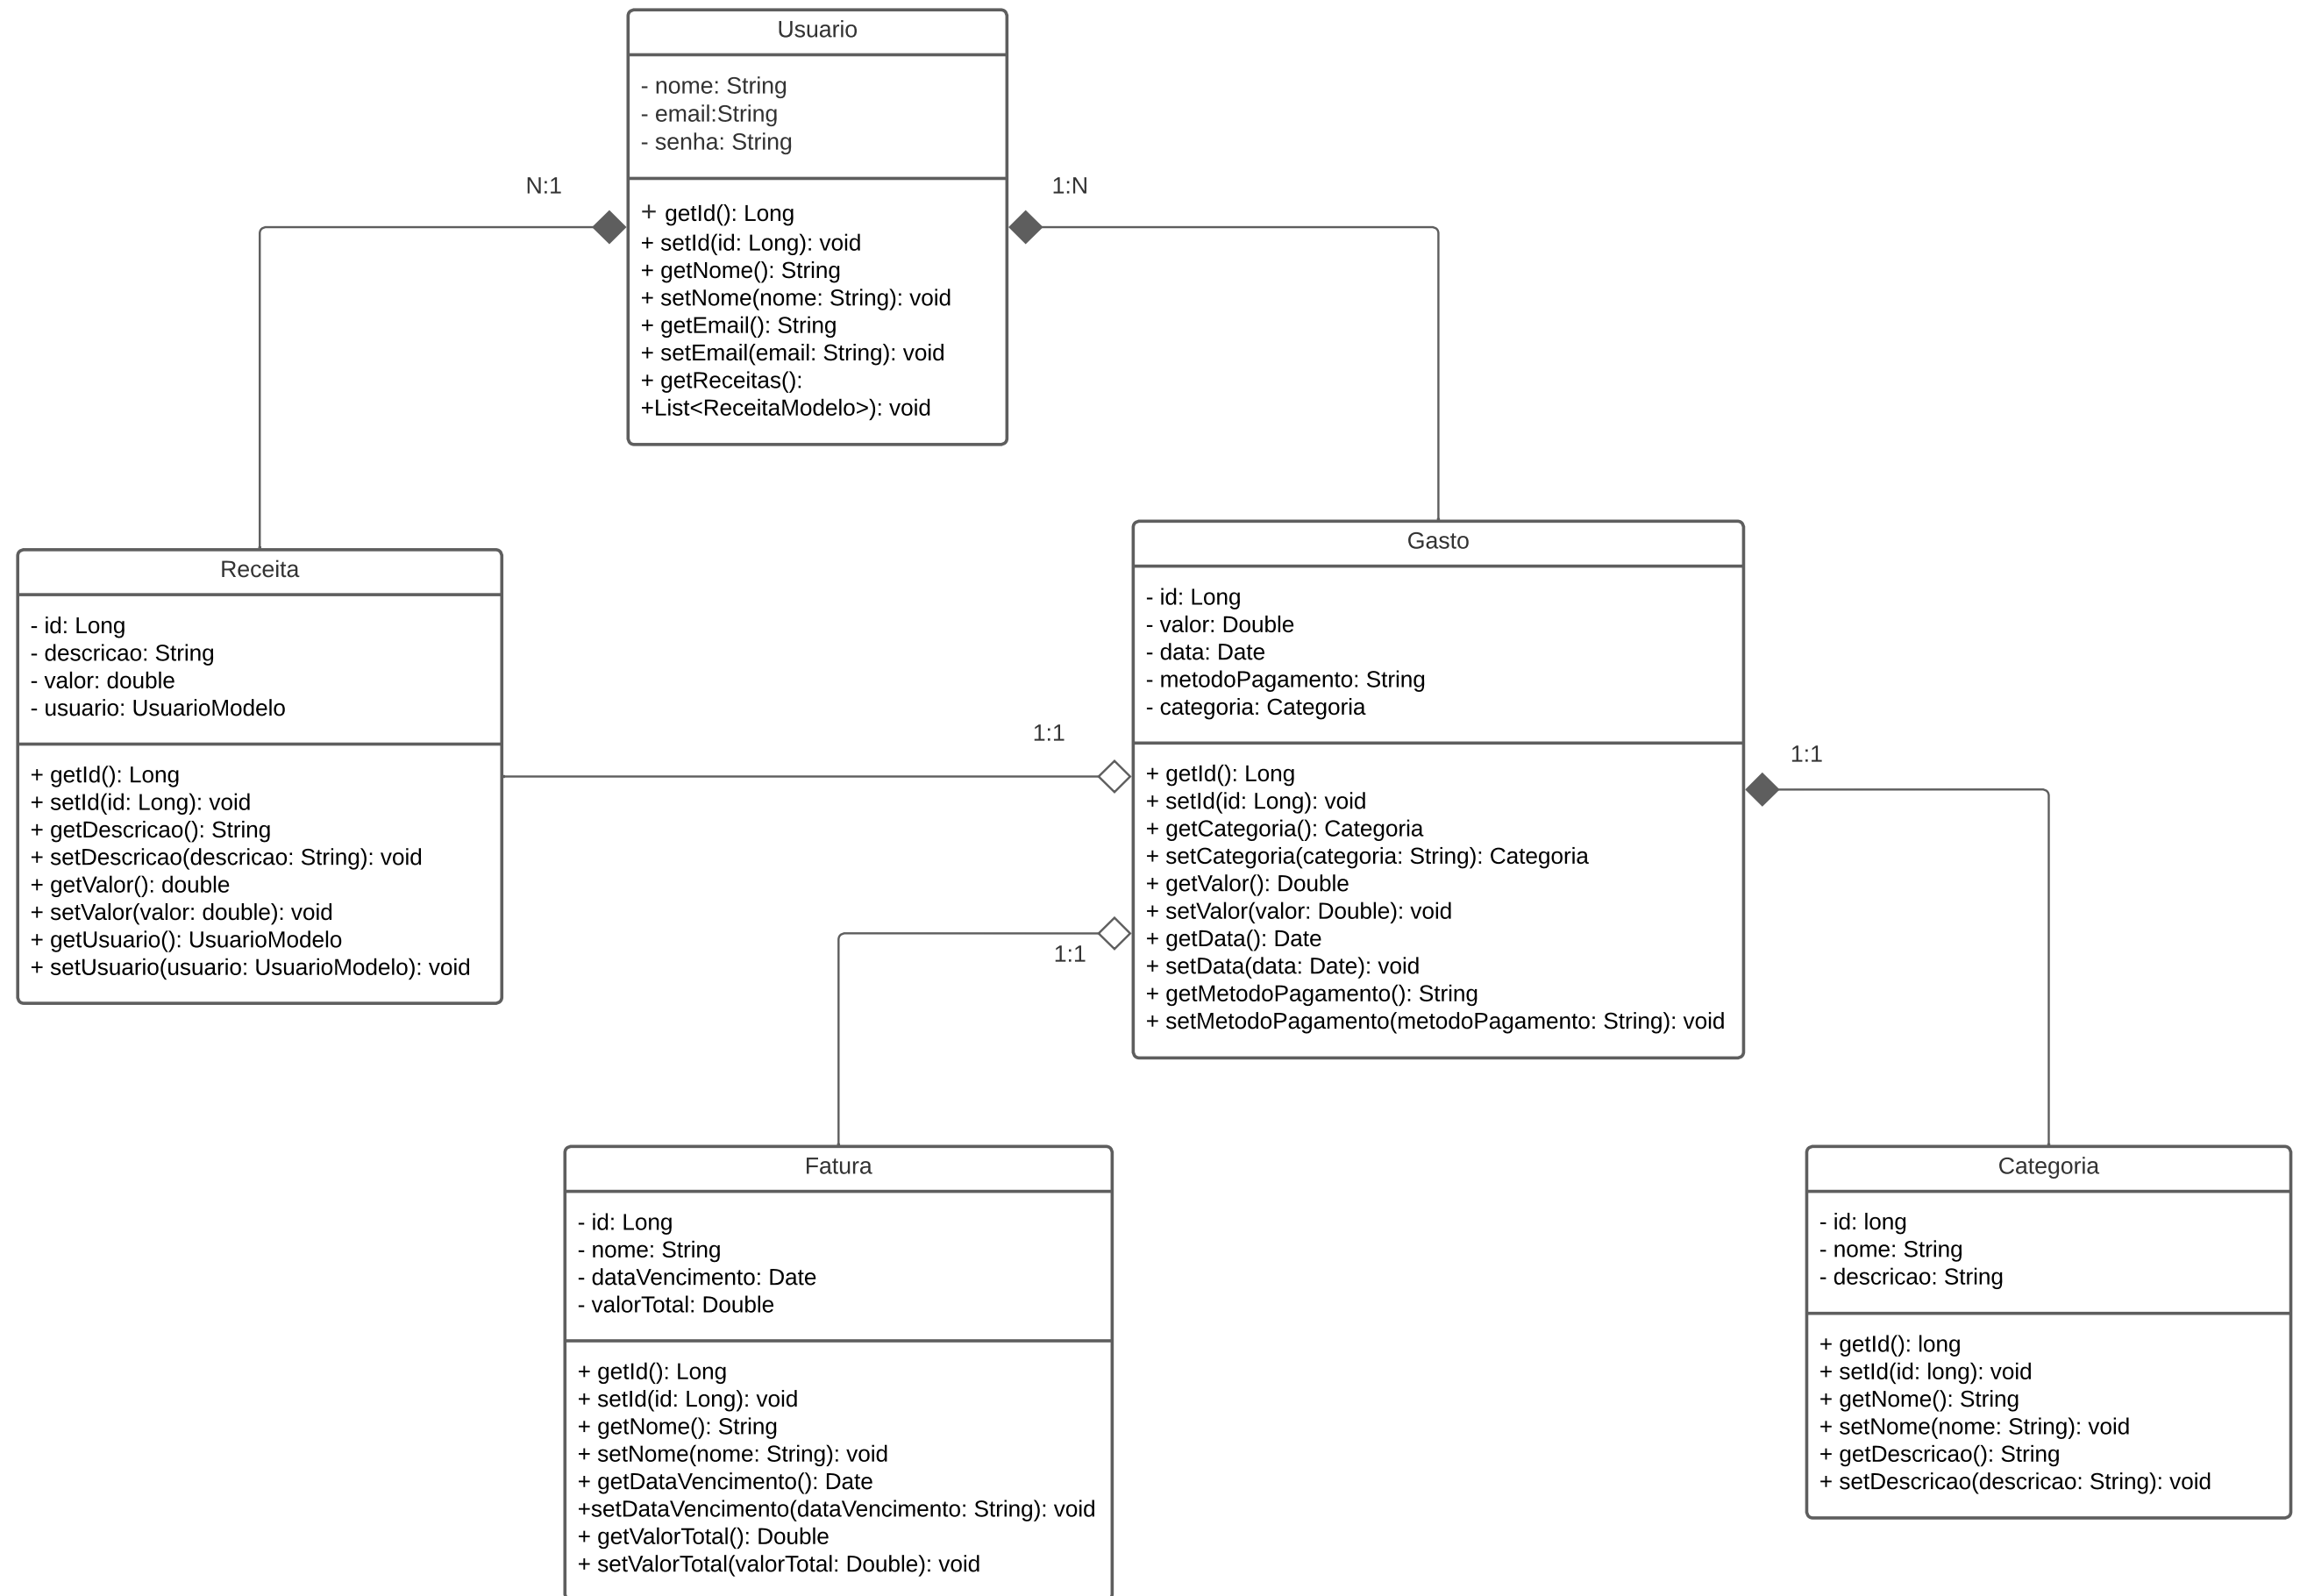 Usuario
- nome: String
- email:String
- senha: String
N:1
1:N
+ getId(): Long
+ setId(id: Long): void
+ getNome(): String
+ setNome(nome: String): void
+ getEmail(): String
+ setEmail(email: String): void
+ getReceitas():
+List<ReceitaModelo>): void
Receita
- id: Long
- descricao: String
- valor: double
- usuario: UsuarioModelo
+ getId(): Long
+ setId(id: Long): void
+ getDescricao(): String
+ setDescricao(descricao: String): void
+ getValor(): double
+ setValor(valor: double): void
+ getUsuario(): UsuarioModelo
+ setUsuario(usuario: UsuarioModelo): void
1:1
1:1
Gasto
- id: Long
- valor: Double
- data: Date
- metodoPagamento: String
- categoria: Categoria
+ getId(): Long
+ setId(id: Long): void
+ getCategoria(): Categoria
+ setCategoria(categoria: String): Categoria
+ getValor(): Double
+ setValor(valor: Double): void
+ getData(): Date
+ setData(data: Date): void
+ getMetodoPagamento(): String
+ setMetodoPagamento(metodoPagamento: String): void
1:1
Fatura
- id: Long
- nome: String
- dataVencimento: Date
- valorTotal: Double
+ getId(): Long
+ setId(id: Long): void
+ getNome(): String
+ setNome(nome: String): void
+ getDataVencimento(): Date
+setDataVencimento(dataVencimento: String): void
+ getValorTotal(): Double
+ setValorTotal(valorTotal: Double): void
Categoria
- id: long
- nome: String
- descricao: String
+ getId(): long
+ setId(id: long): void
+ getNome(): String
+ setNome(nome: String): void
+ getDescricao(): String
+ setDescricao(descricao: String): void